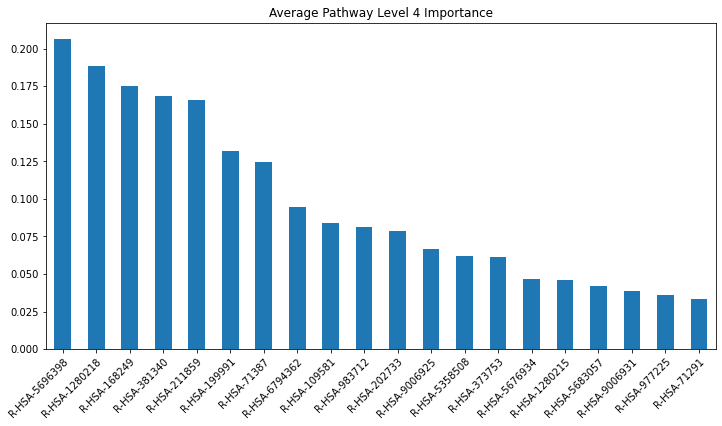 Average Pathway Level 4 Importance
0.200
0.175
0.150
0.125
0.100
0.075
0.050
0.025
0.000
R-HSA-5696398
R-HSA-1280218
R-HSA-168249
R-HSA-381340
R-HSA-211859
R-HSA-199991
R-HSA-71387
R-HSA-6794362
R-HSA-109581
R-HSA-983712
R-HSA-202733
R-HSA-9006925
R-HSA-5358508
R-HSA-373753
R-HSA-5676934
R-HSA-1280215
R-HSA-5683057
R-HSA-9006931
R-HSA-977225
R-HSA-71291